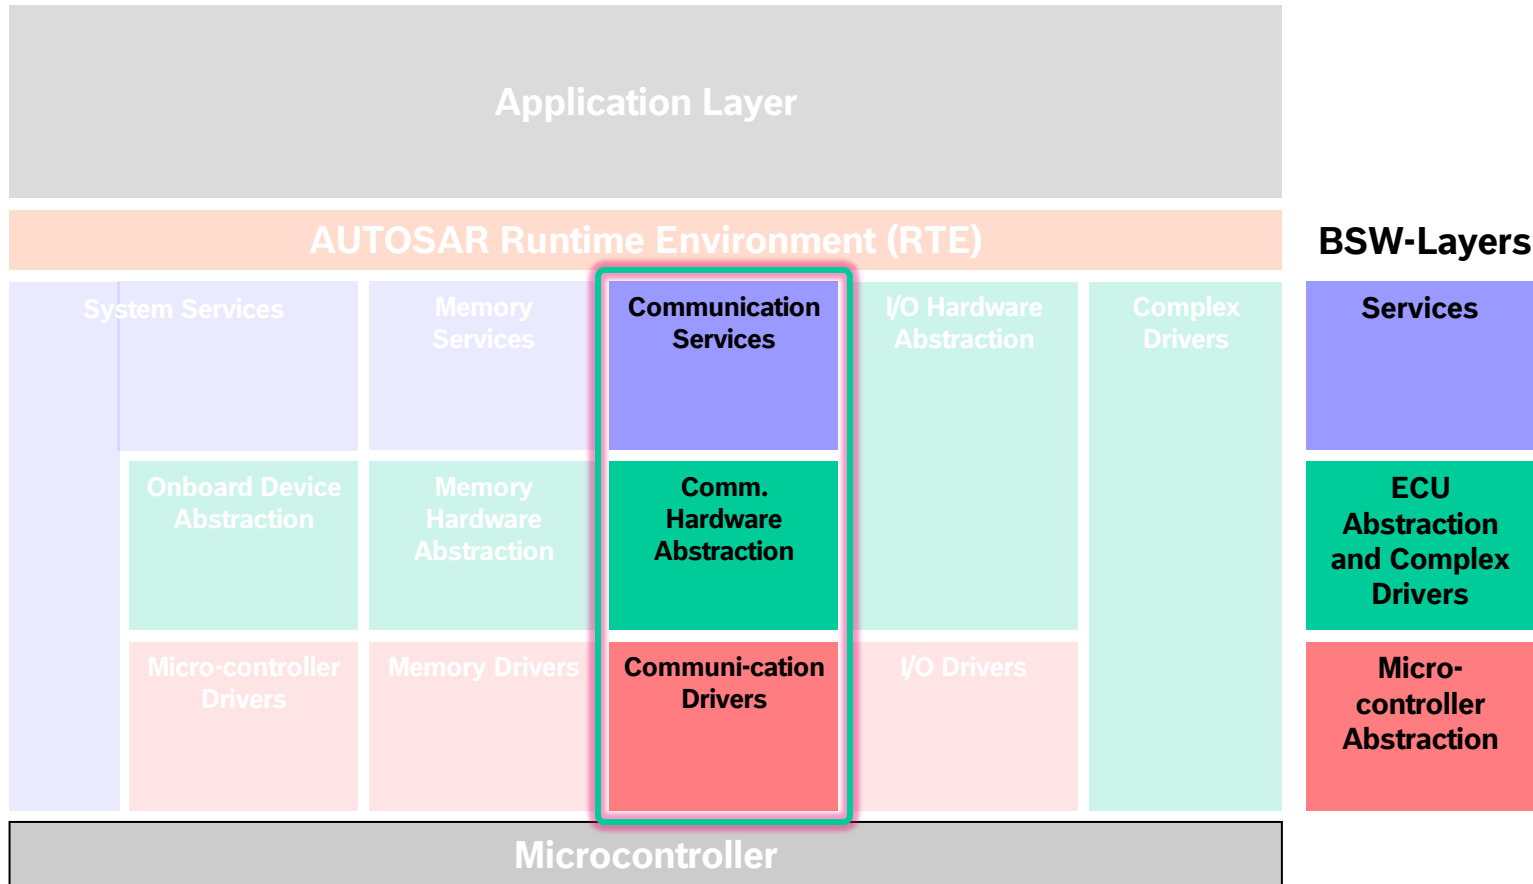 Application Layer
AUTOSAR Runtime Environment (RTE)
BSW-Layers
System Services
Memory
Services
Communication
Services
I/O Hardware
Abstraction
Complex
Drivers
Services
Onboard Device
Abstraction
Memory
Hardware
Abstraction
Comm.
Hardware
Abstraction
ECU
Abstraction
and Complex
Drivers
Micro-controller
Drivers
Memory Drivers
Communi-cation
Drivers
I/O Drivers
Micro-
controller
Abstraction
Microcontroller